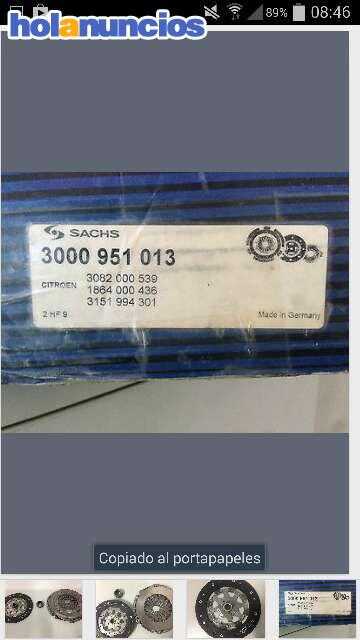 89% 08:46
holanuncios
SACHS
3000 951 013
3082 000 539
CITROEN 1864 000 436
3151 994 301
2 HF 9 Made in Germany
Copiado al portapapeles